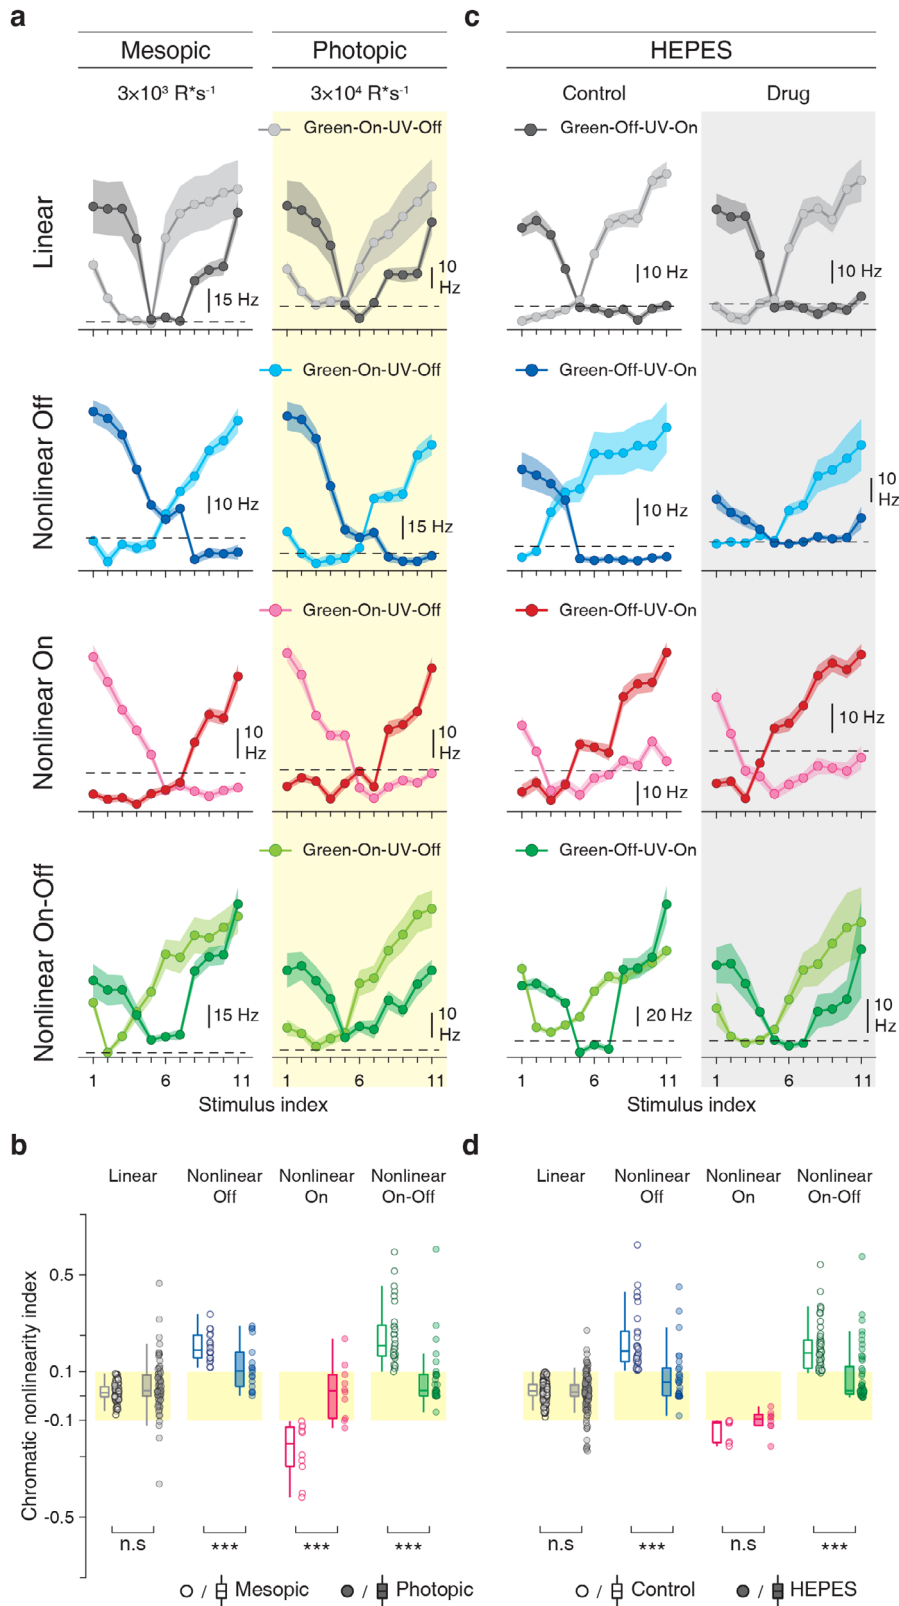 a
c
Mesopic
Photopic
HEPES
3×10³ R*s⁻¹
3×10⁴ R*s⁻¹
Control
Drug
Green-On-UV-Off
Green-Off-UV-On
Linear
15 Hz
10 Hz
10 Hz
10 Hz
Green-On-UV-Off
Green-Off-UV-On
Nonlinear Off
10 Hz
15 Hz
10 Hz
10 Hz
Green-On-UV-Off
Green-Off-UV-On
Nonlinear On
10 Hz
10 Hz
10 Hz
10 Hz
Green-On-UV-Off
Green-Off-UV-On
Nonlinear On-Off
15 Hz
10 Hz
20 Hz
10 Hz
1 6 11 1 6 11 1 6 11 1 6 11
Stimulus index
Stimulus index
b
d
Linear
Nonlinear Off
Nonlinear On
Nonlinear On-Off
Linear
Nonlinear Off
Nonlinear On
Nonlinear On-Off
Chromatic nonlinearity index
0.5
0.1
-0.1
-0.5
n.s *** *** ***
n.s *** n.s ***
/ Mesopic / Photopic
/ Control / HEPES